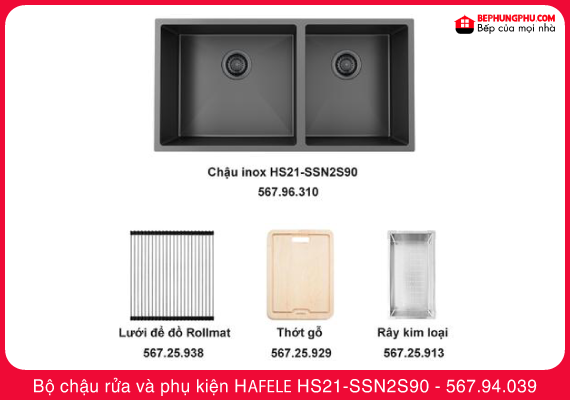 BEPHUNGPHU.COM
Bếp của mọi nhà
Chậu inox HS21-SSN2S90
567.96.310
Lưới để đồ Rollmat
567.25.938
Thớt gỗ
567.25.929
Rây kim loại
567.25.913
Bộ chậu rửa và phụ kiện HAFELE HS21-SSN2S90 - 567.94.039